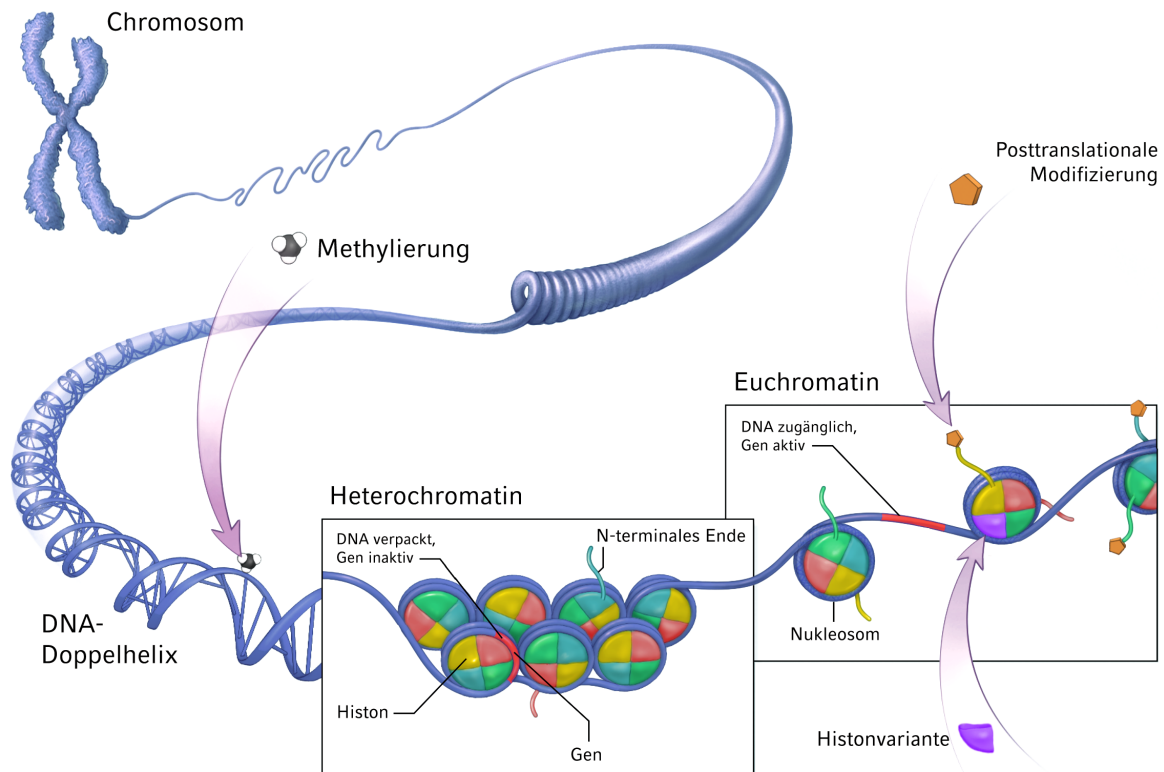 Chromosom
Posttranslationale
Modifizierung
Methylierung
Euchromatin
DNA zugänglich,
Gen aktiv
Heterochromatin
DNA verpackt,
Gen inaktiv
N-terminales Ende
DNA-
Doppelhelix
Nukleosom
Histon
Gen
Histonvariante